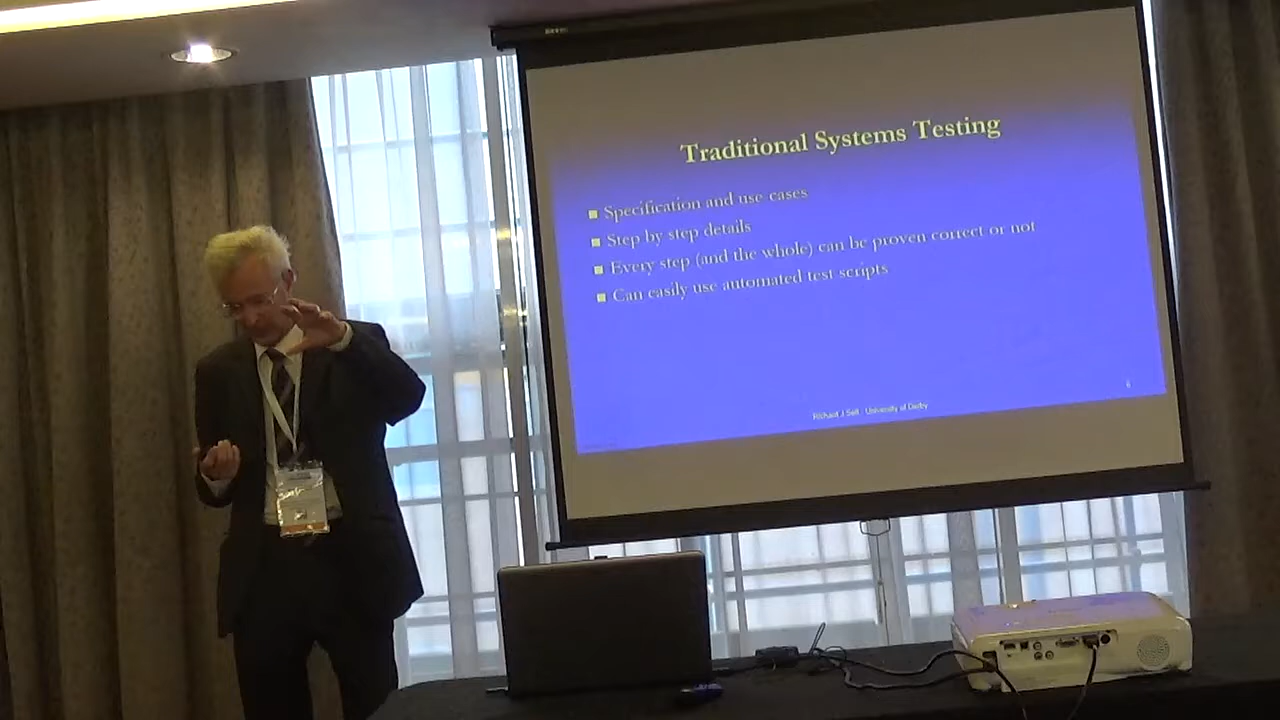 Traditional Systems Testing
Specification and use cases
Step by step details
Every step (and the whole) can be proven correct or not
Can easily use automated test scripts
Richard J Self - University of Derby